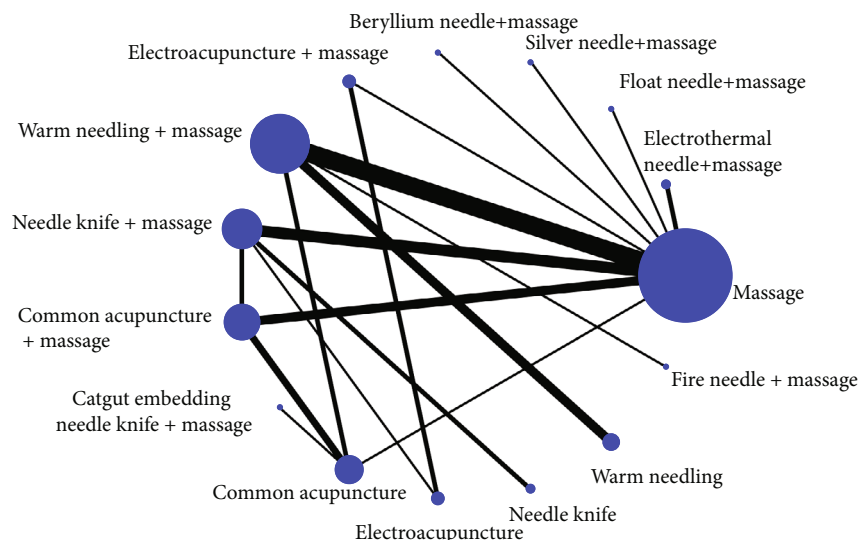 Beryllium needle+massage
Silver needle+massage
Electroacupuncture + massage
Float needle+massage
Warm needling + massage
Electrothermal
needle+massage
Needle knife + massage
Massage
Common acupuncture
+ massage
Fire needle + massage
Catgut embedding
needle knife + massage
Warm needling
Common acupuncture
Needle knife
Electroacupuncture